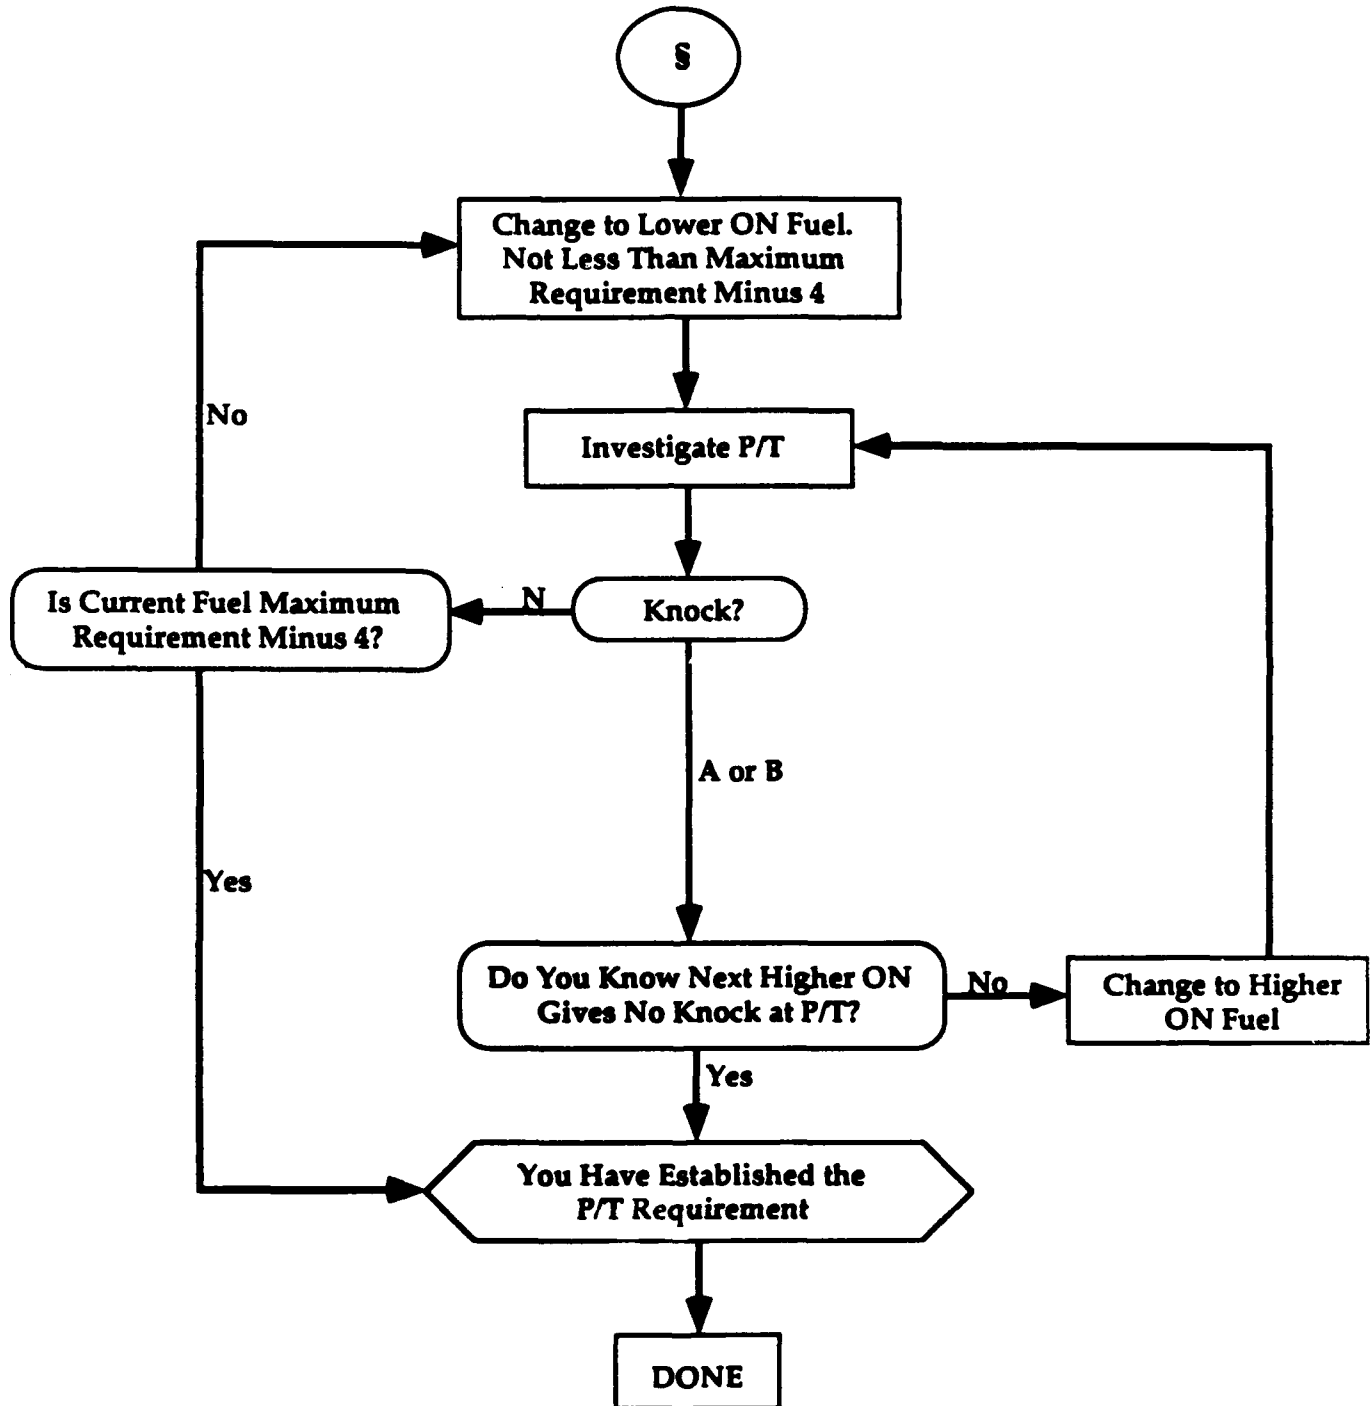 §
Change to Lower ON Fuel.
Not Less Than Maximum
Requirement Minus 4
No
Investigate P/T
Is Current Fuel Maximum
Requirement Minus 4?
N
Knock?
A or B
Yes
Do You Know Next Higher ON
Gives No Knock at P/T?
No
Change to Higher
ON Fuel
Yes
You Have Established the
P/T Requirement
DONE